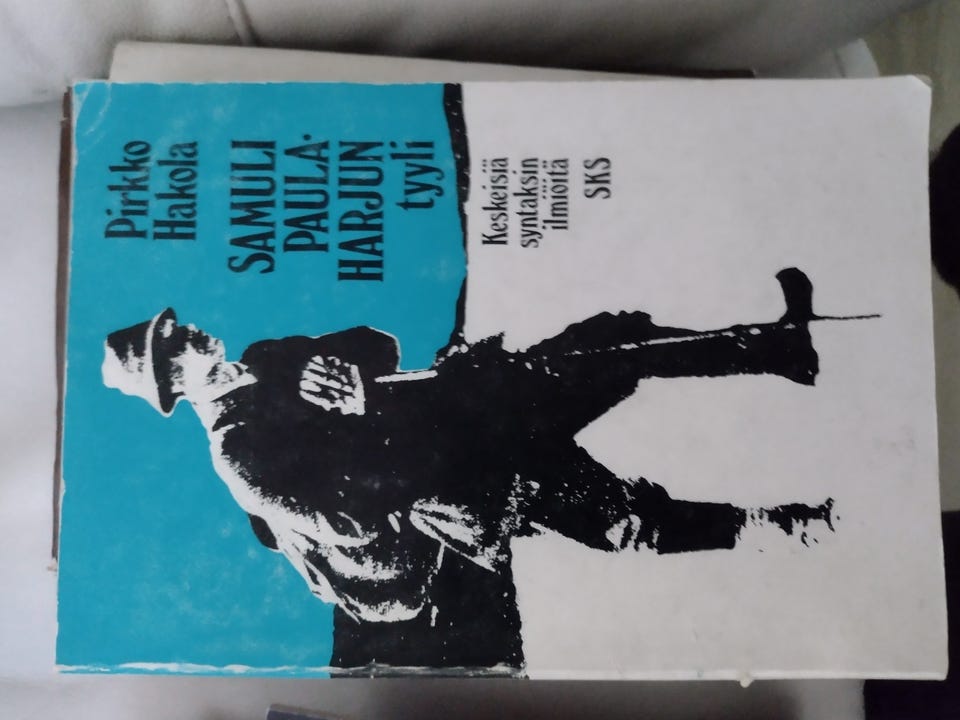 Pirkko
Hakola
SAMULI
PAULA-
HARJUN
tyyli
Keskeisiä
syntaksin
ilmiöitä
SKS